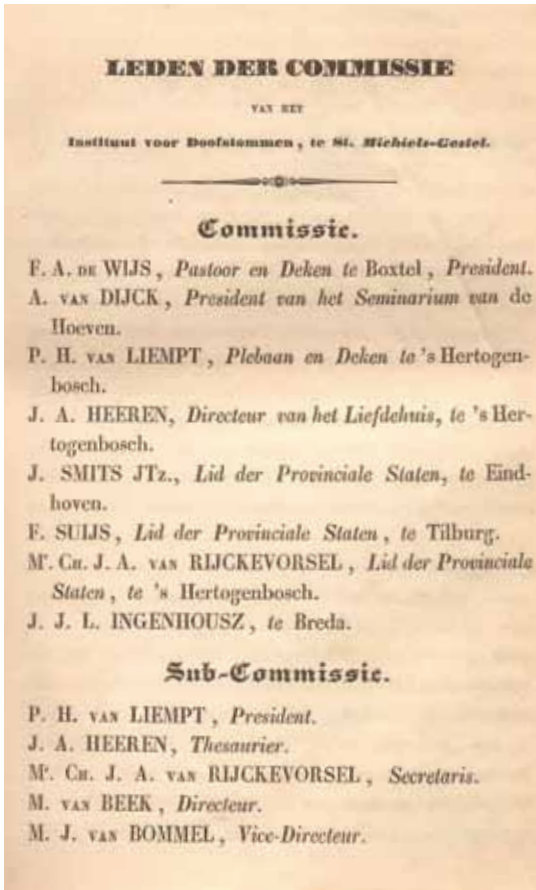 LEDEN DER COMMISSIE
VAN HET
Instituut voor Doofstommen, te St. Michiels-Gestel.
Commissie.
F. A. DE WIJS, Pastoor en Deken te Boxtel, President.
A. VAN DIJCK, President van het Seminarium van de
Hoeven.
P. H. VAN LIEMPT, Plebaan en Deken te 's Hertogen-
bosch.
J. A. HEEREN, Directeur van het Liefdehuis, te 's Her-
togenbosch.
J. SMITS JTz., Lid der Provinciale Staten, te Eind-
hoven.
F. SUIJS, Lid der Provinciale Staten, te Tilburg.
Mr. CH. J. A. VAN RIJCKEVORSEL, Lid der Provinciale
Staten, te 's Hertogenbosch.
J. J. L. INGENHOUSZ, te Breda.
Sub-Commissie.
P. H. VAN LIEMPT, President.
J. A. HEEREN, Thesaurier.
Mr. CH. J. A. VAN RIJCKEVORSEL, Secretaris.
M. VAN BEEK, Directeur.
M. J. VAN BOMMEL, Vice-Directeur.